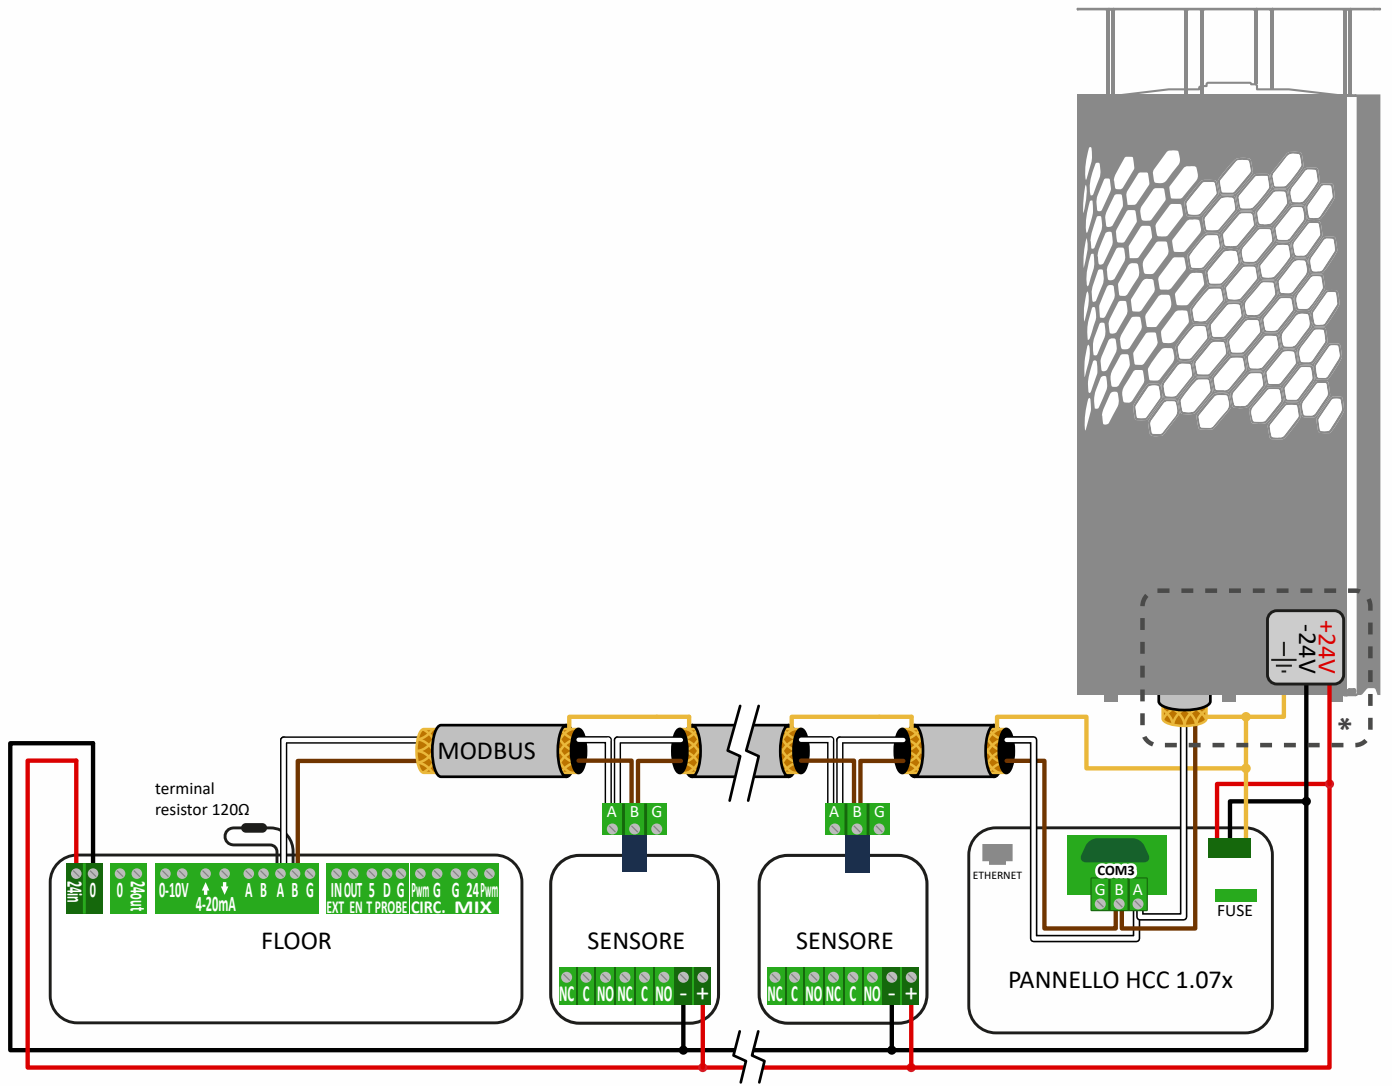 +24V
-24V
*
MODBUS
terminal
resistor 120Ω
A B G
A B G
24in 0
0 24out
0-10V
4-20mA
A B A B G
IN OUT 5 D G
EXT EN T PROBE
Pwm G G 24 Pwm
CIRC. MIX
FLOOR
SENSORE
NC C NO NC C NO - +
SENSORE
NC C NO NC C NO - +
ETHERNET
COM3
G B A
FUSE
PANNELLO HCC 1.07x